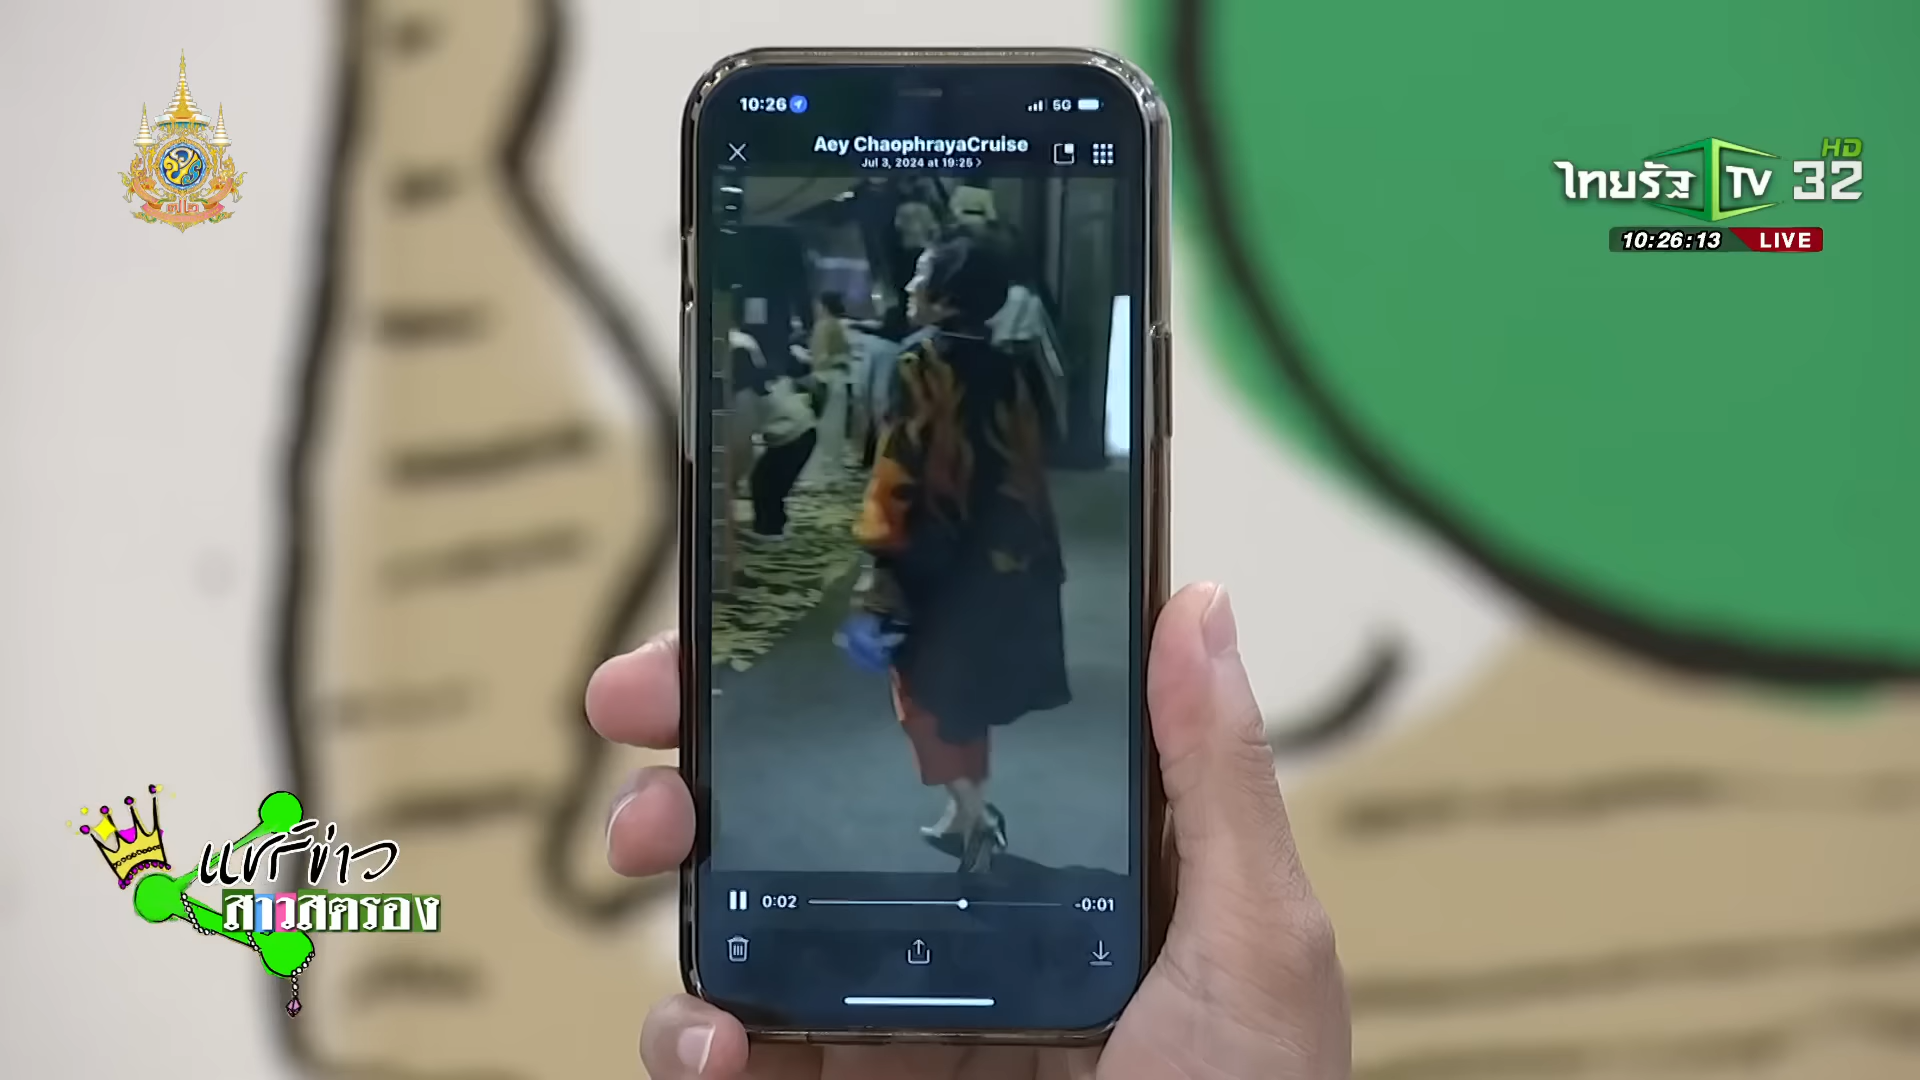 10:26
5G
Aey ChaophrayaCruise
Jul 3, 2024 at 19:25
ไทยรัฐ TV HD 32
10:26:13 LIVE
แชร์ข่าว
สาวสตรอง
0:02
-0:01